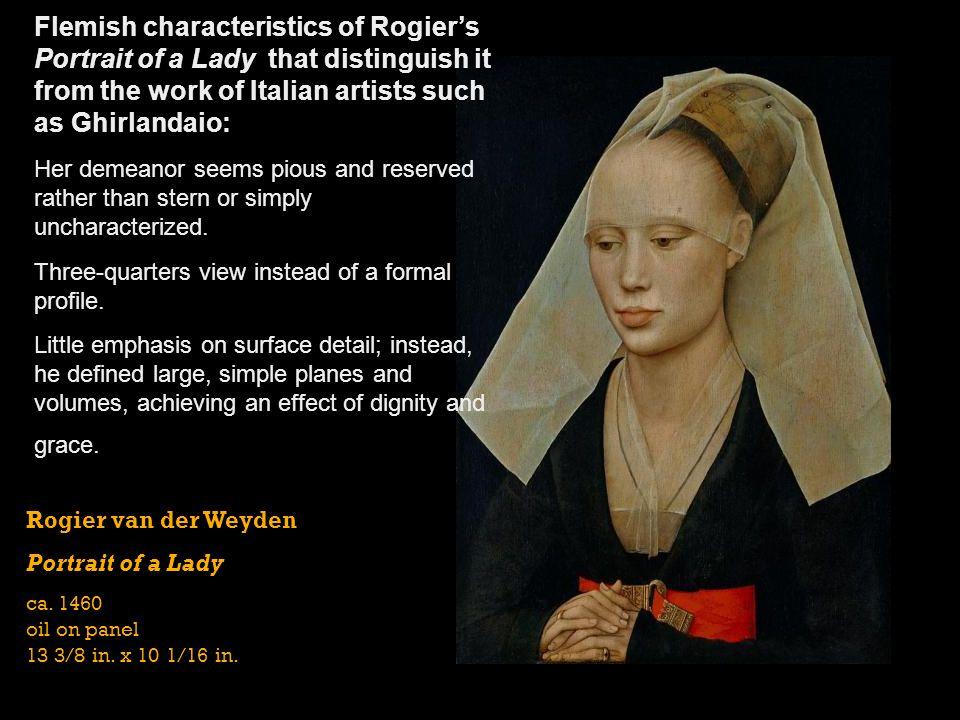 Flemish characteristics of Rogier’s
Portrait of a Lady that distinguish it
from the work of Italian artists such
as Ghirlandaio:
Her demeanor seems pious and reserved
rather than stern or simply
uncharacterized.
Three-quarters view instead of a formal
profile.
Little emphasis on surface detail; instead,
he defined large, simple planes and
volumes, achieving an effect of dignity and
grace.
Rogier van der Weyden
Portrait of a Lady
ca. 1460
oil on panel
13 3/8 in. x 10 1/16 in.